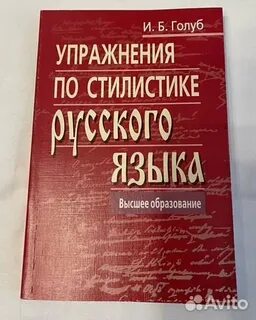 И. Б. Голуб
УПРАЖНЕНИЯ
ПО СТИЛИСТИКЕ
РУССКОГО
ЯЗЫКА
Высшее образование
Avito